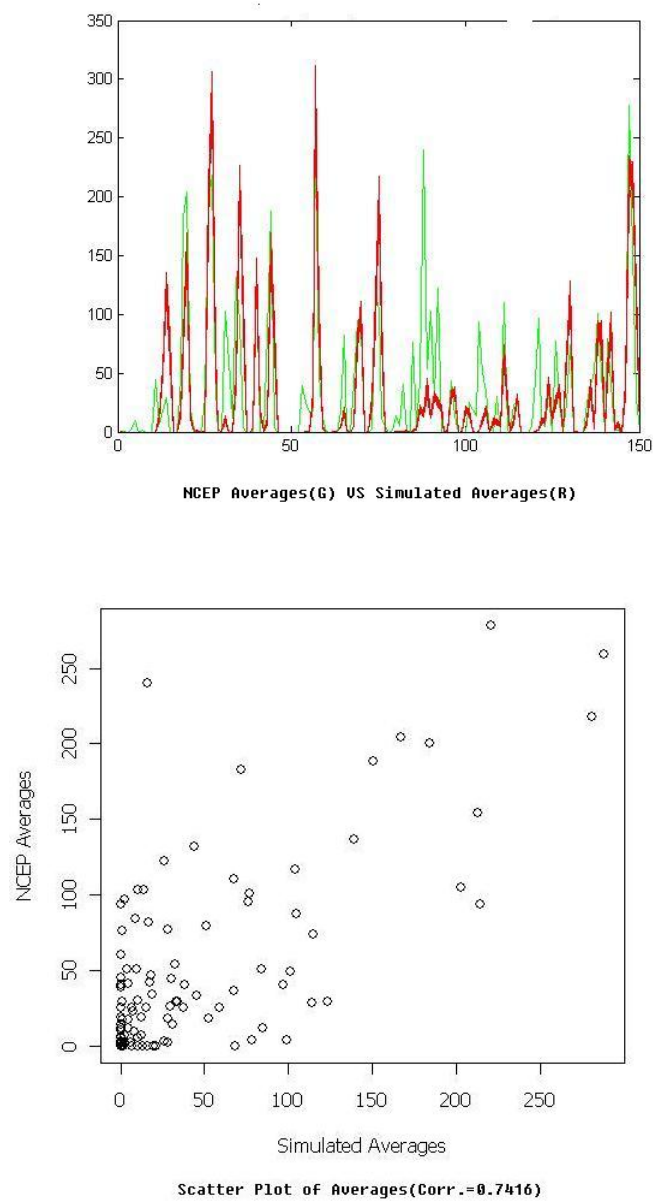 350
300
250
200
150
100
50
0
0 50 100 150
NCEP Averages(G) VS Simulated Averages(R)
250
200
150
100
50
0
NCEP Averages
0 50 100 150 200 250
Simulated Averages
Scatter Plot of Averages(Corr.=0.7416)